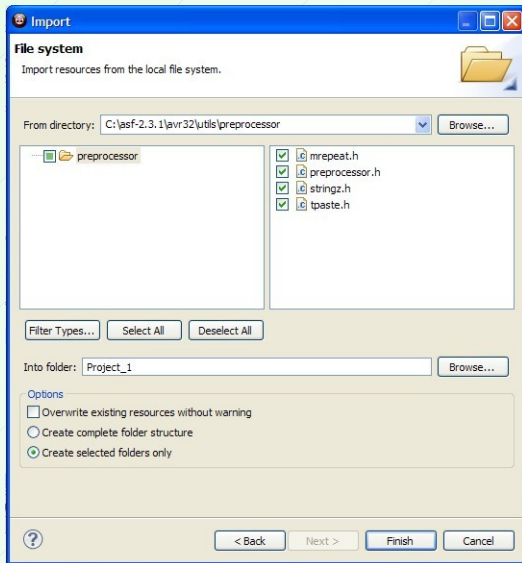 Import
File system
Import resources from the local file system.
From directory: C:\asf-2.3.1\avr32\utils\preprocessor Browse...
preprocessor
mrepeat.h
preprocessor.h
stringz.h
tpaste.h
Filter Types... Select All Deselect All
Into folder: Project_1 Browse...
Options
Overwrite existing resources without warning
Create complete folder structure
Create selected folders only
? < Back Next > Finish Cancel